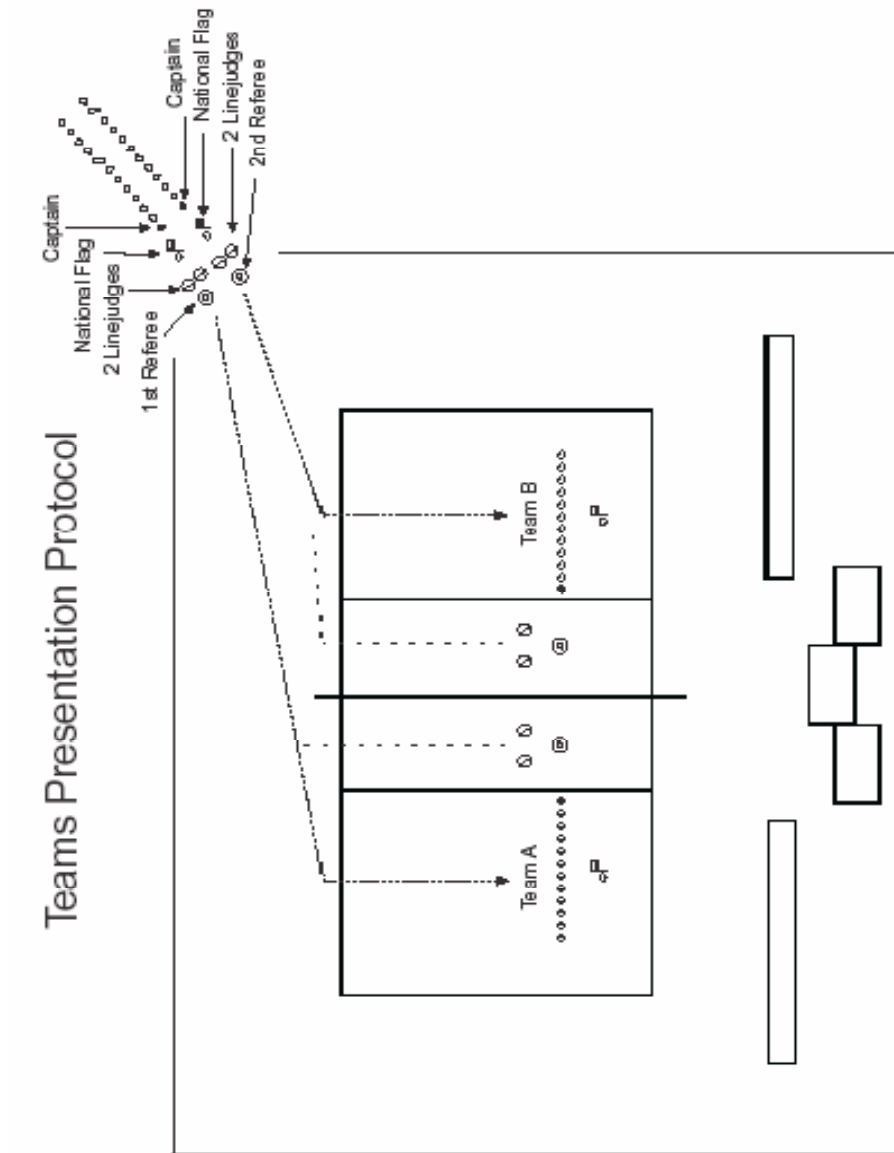 Teams Presentation Protocol
Captain
National Flag
2 Linejudges
1st Referee
Captain
National Flag
2 Linejudges
2nd Referee
Team A
Team B